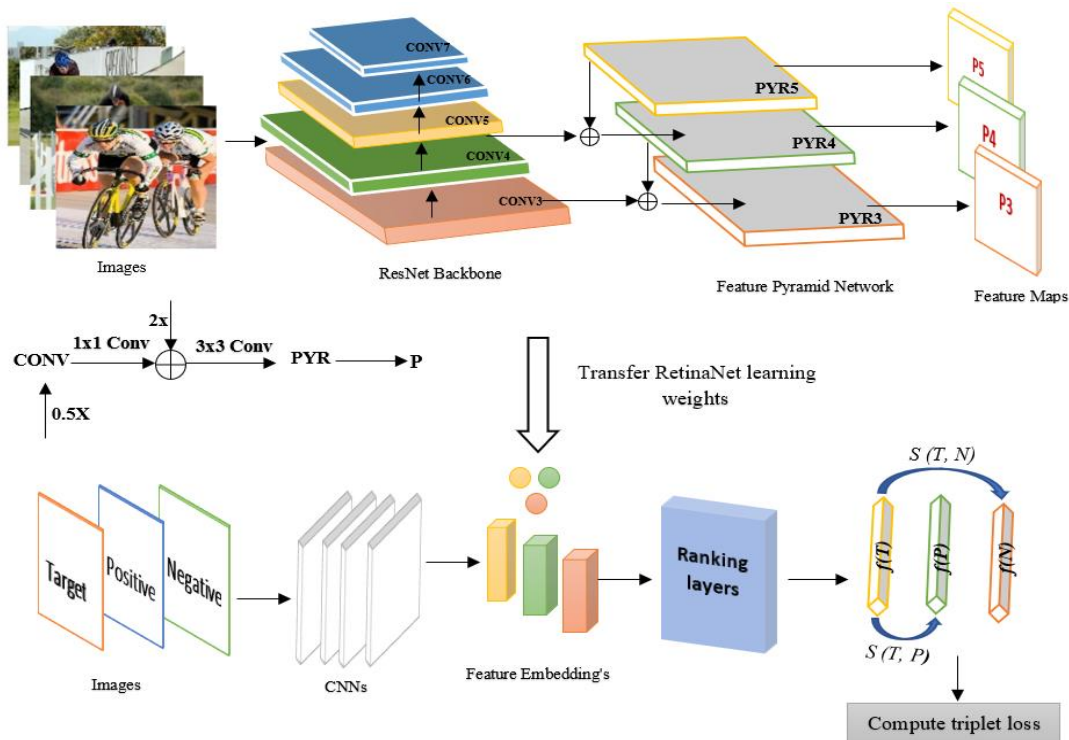 CONV7
CONV6
CONV5
CONV4
CONV3
PYR5
PYR4
PYR3
P5
P4
P3
Images
ResNet Backbone
Feature Pyramid Network
Feature Maps
2x
CONV 1x1 Conv 3x3 Conv PYR P
0.5X
Transfer RetinaNet learning
weights
Target
Positive
Negative
Ranking
layers
S (T, N)
f(T)
f(P)
f(N)
S (T, P)
Images
CNNs
Feature Embedding's
Compute triplet loss